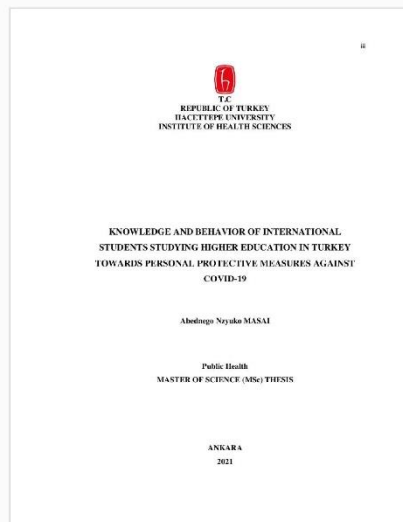 ii
T.C
REPUBLIC OF TURKEY
HACETTEPE UNIVERSITY
INSTITUTE OF HEALTH SCIENCES
KNOWLEDGE AND BEHAVIOR OF INTERNATIONAL
STUDENTS STUDYING HIGHER EDUCATION IN TURKEY
TOWARDS PERSONAL PROTECTIVE MEASURES AGAINST
COVID-19
Abednego Nzyuko MASAI
Public Health
MASTER OF SCIENCE (MSc) THESIS
ANKARA
2021